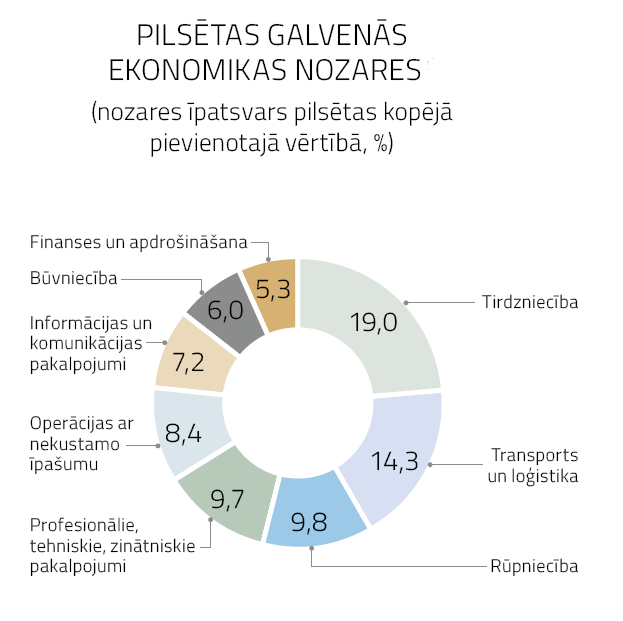 PILSĒTAS GALVENĀS
EKONOMIKAS NOZARES
(nozares īpatsvars pilsētas kopējā
pievienotajā vērtībā, %)
Finanses un apdrošināšana
Būvniecība
Informācijas un
komunikācijas
pakalpojumi
Operācijas ar
nekustamo
īpašumu
Profesionālie,
tehniskie, zinātniskie
pakalpojumi
5,3
6,0
7,2
8,4
9,7
9,8
14,3
19,0
Tirdzniecība
Transports
un loģistika
Rūpniecība